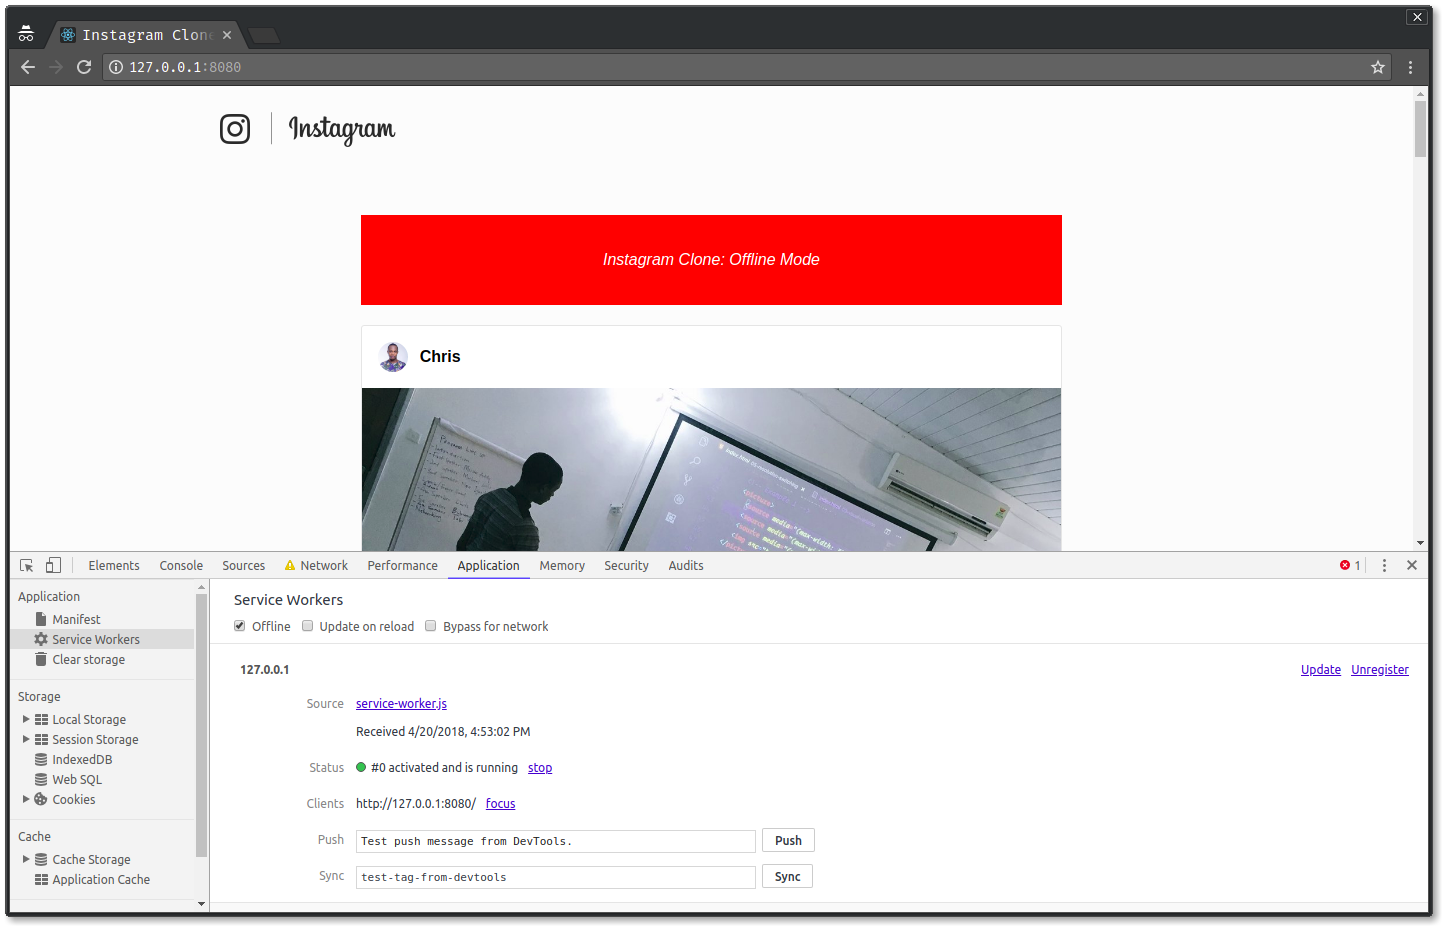 Instagram Clone
127.0.0.1:8080
Instagram
Instagram Clone: Offline Mode
Chris
Elements Console Sources Network Performance Application Memory Security Audits 1
Application
Manifest
Service Workers
Clear storage
Storage
Local Storage
Session Storage
IndexedDB
Web SQL
Cookies
Cache
Cache Storage
Application Cache
Service Workers
Offline Update on reload Bypass for network
127.0.0.1 Update Unregister
Source service-worker.js
Received 4/20/2018, 4:53:02 PM
Status #0 activated and is running stop
Clients http://127.0.0.1:8080/ focus
Push Test push message from DevTools. Push
Sync test-tag-from-devtools Sync